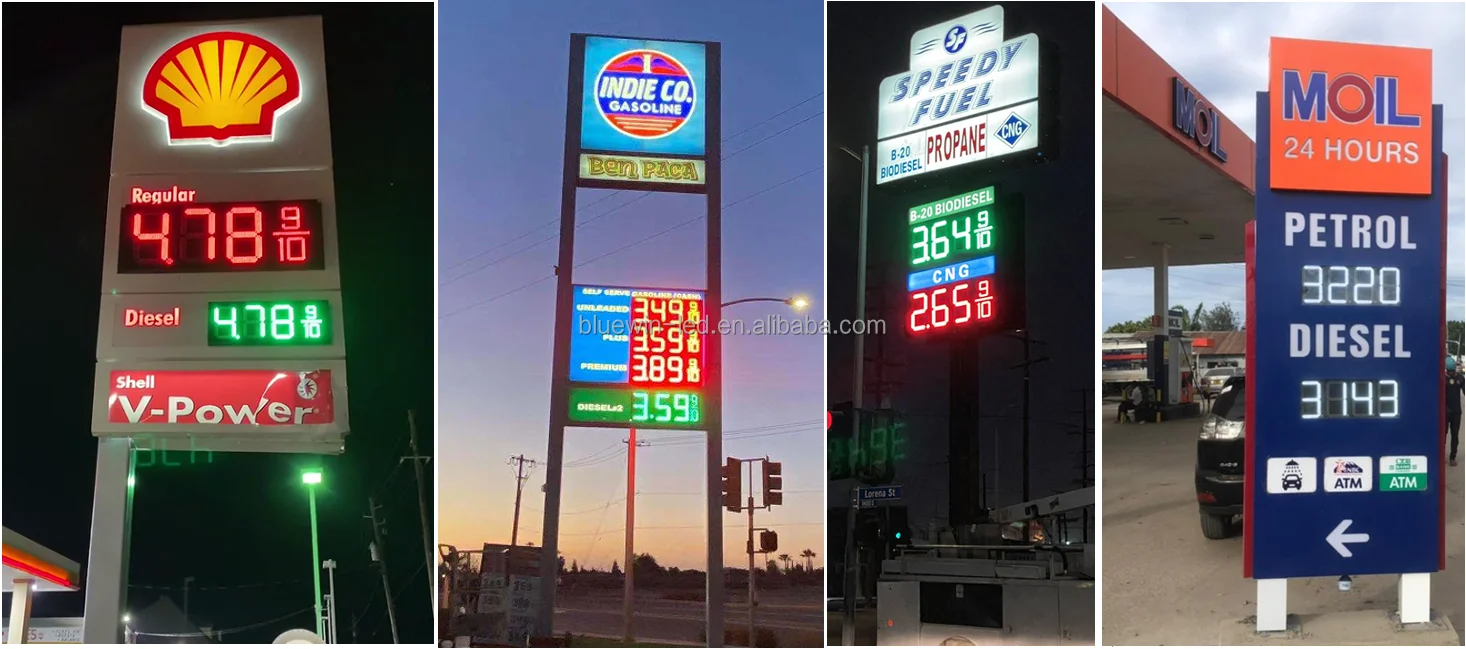 Regular
4.78 9/10
Diesel
4.78 9/10
Shell
V-Power
INDIE CO.
GASOLINE
Ben PACA
SELF SERVE GASOLINE (CASH)
UNLEADED 3.49 9/10
PLUS 3.59 9/10
PREMIUM 3.89 9/10
DIESEL#2 3.59 9/10
bluewin-led.en.alibaba.com
SF
SPEEDY
FUEL
B-20
BIODIESEL
PROPANE
CNG
B-20 BIODIESEL
3.64 9/10
CNG
2.65 9/10
Lorena St
MOIL
MOIL
24 HOURS
PETROL
3220
DIESEL
3143
ATM
ATM